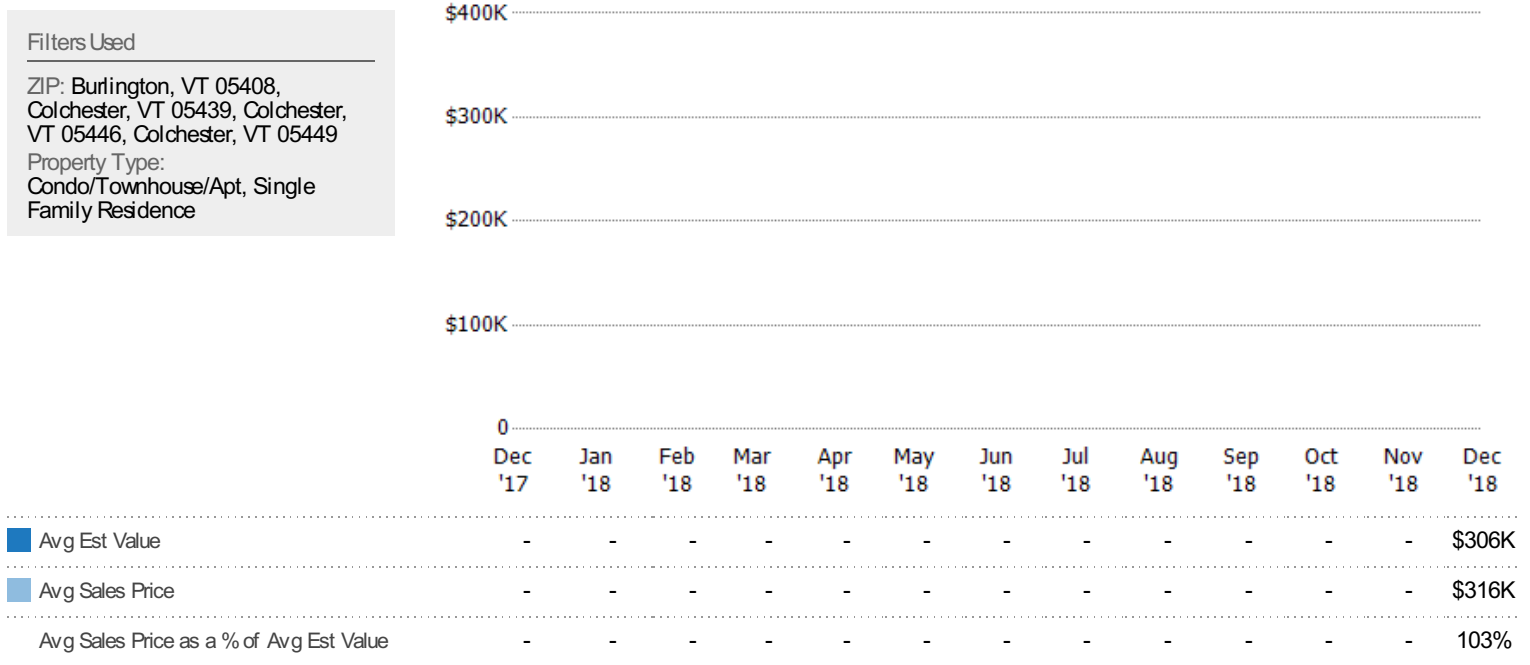 Filters Used
ZIP: Burlington, VT 05408,
Colchester, VT 05439, Colchester,
VT 05446, Colchester, VT 05449
Property Type:
Condo/Townhouse/Apt, Single
Family Residence
$400K
$300K
$200K
$100K
0
Dec Jan Feb Mar Apr May Jun Jul Aug Sep Oct Nov Dec
'17 '18 '18 '18 '18 '18 '18 '18 '18 '18 '18 '18 '18
Avg Est Value - - - - - - - - - - - - $306K
Avg Sales Price - - - - - - - - - - - - $316K
Avg Sales Price as a % of Avg Est Value - - - - - - - - - - - - 103%